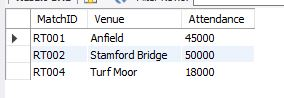 MatchID Venue Attendance
RT001 Anfield 45000
RT002 Stamford Bridge 50000
RT004 Turf Moor 18000